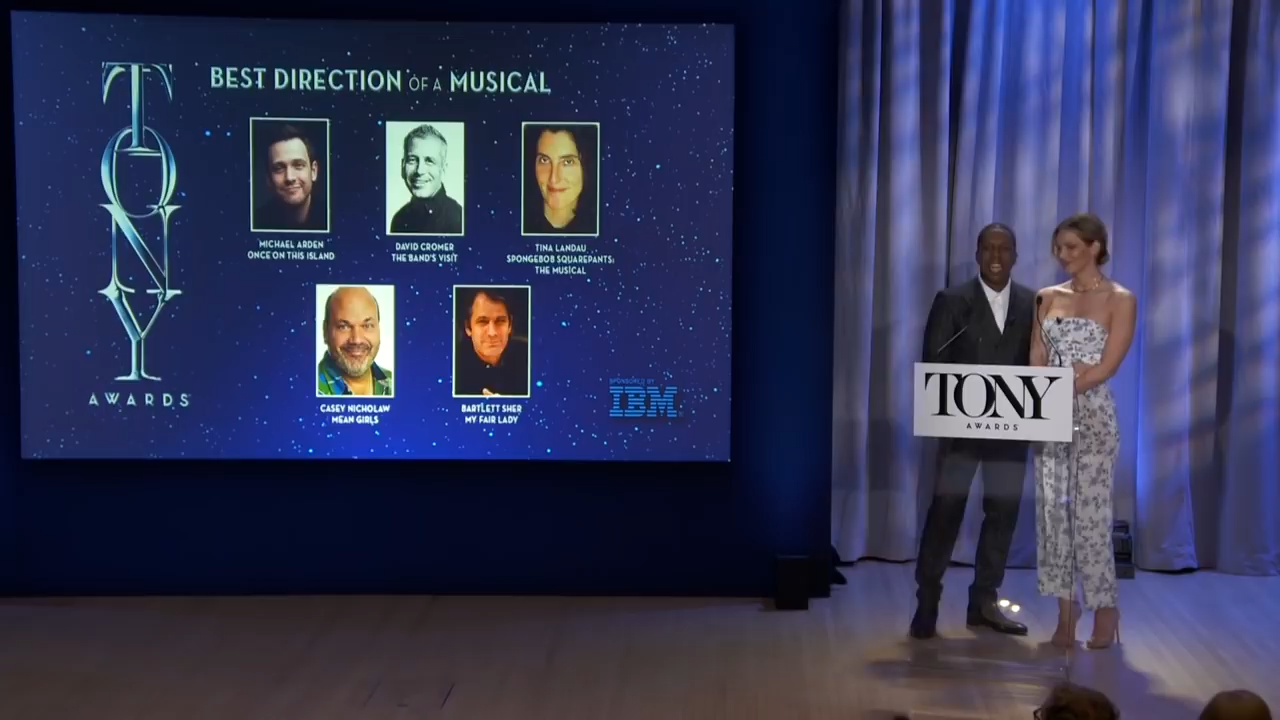 TONY
AWARDS
BEST DIRECTION OF A MUSICAL
MICHAEL ARDEN
ONCE ON THIS ISLAND
DAVID CROMER
THE BAND'S VISIT
TINA LANDAU
SPONGEBOB SQUAREPANTS:
THE MUSICAL
CASEY NICHOLAW
MEAN GIRLS
BARTLETT SHER
MY FAIR LADY
SPONSORED BY
IBM
TONY
AWARDS